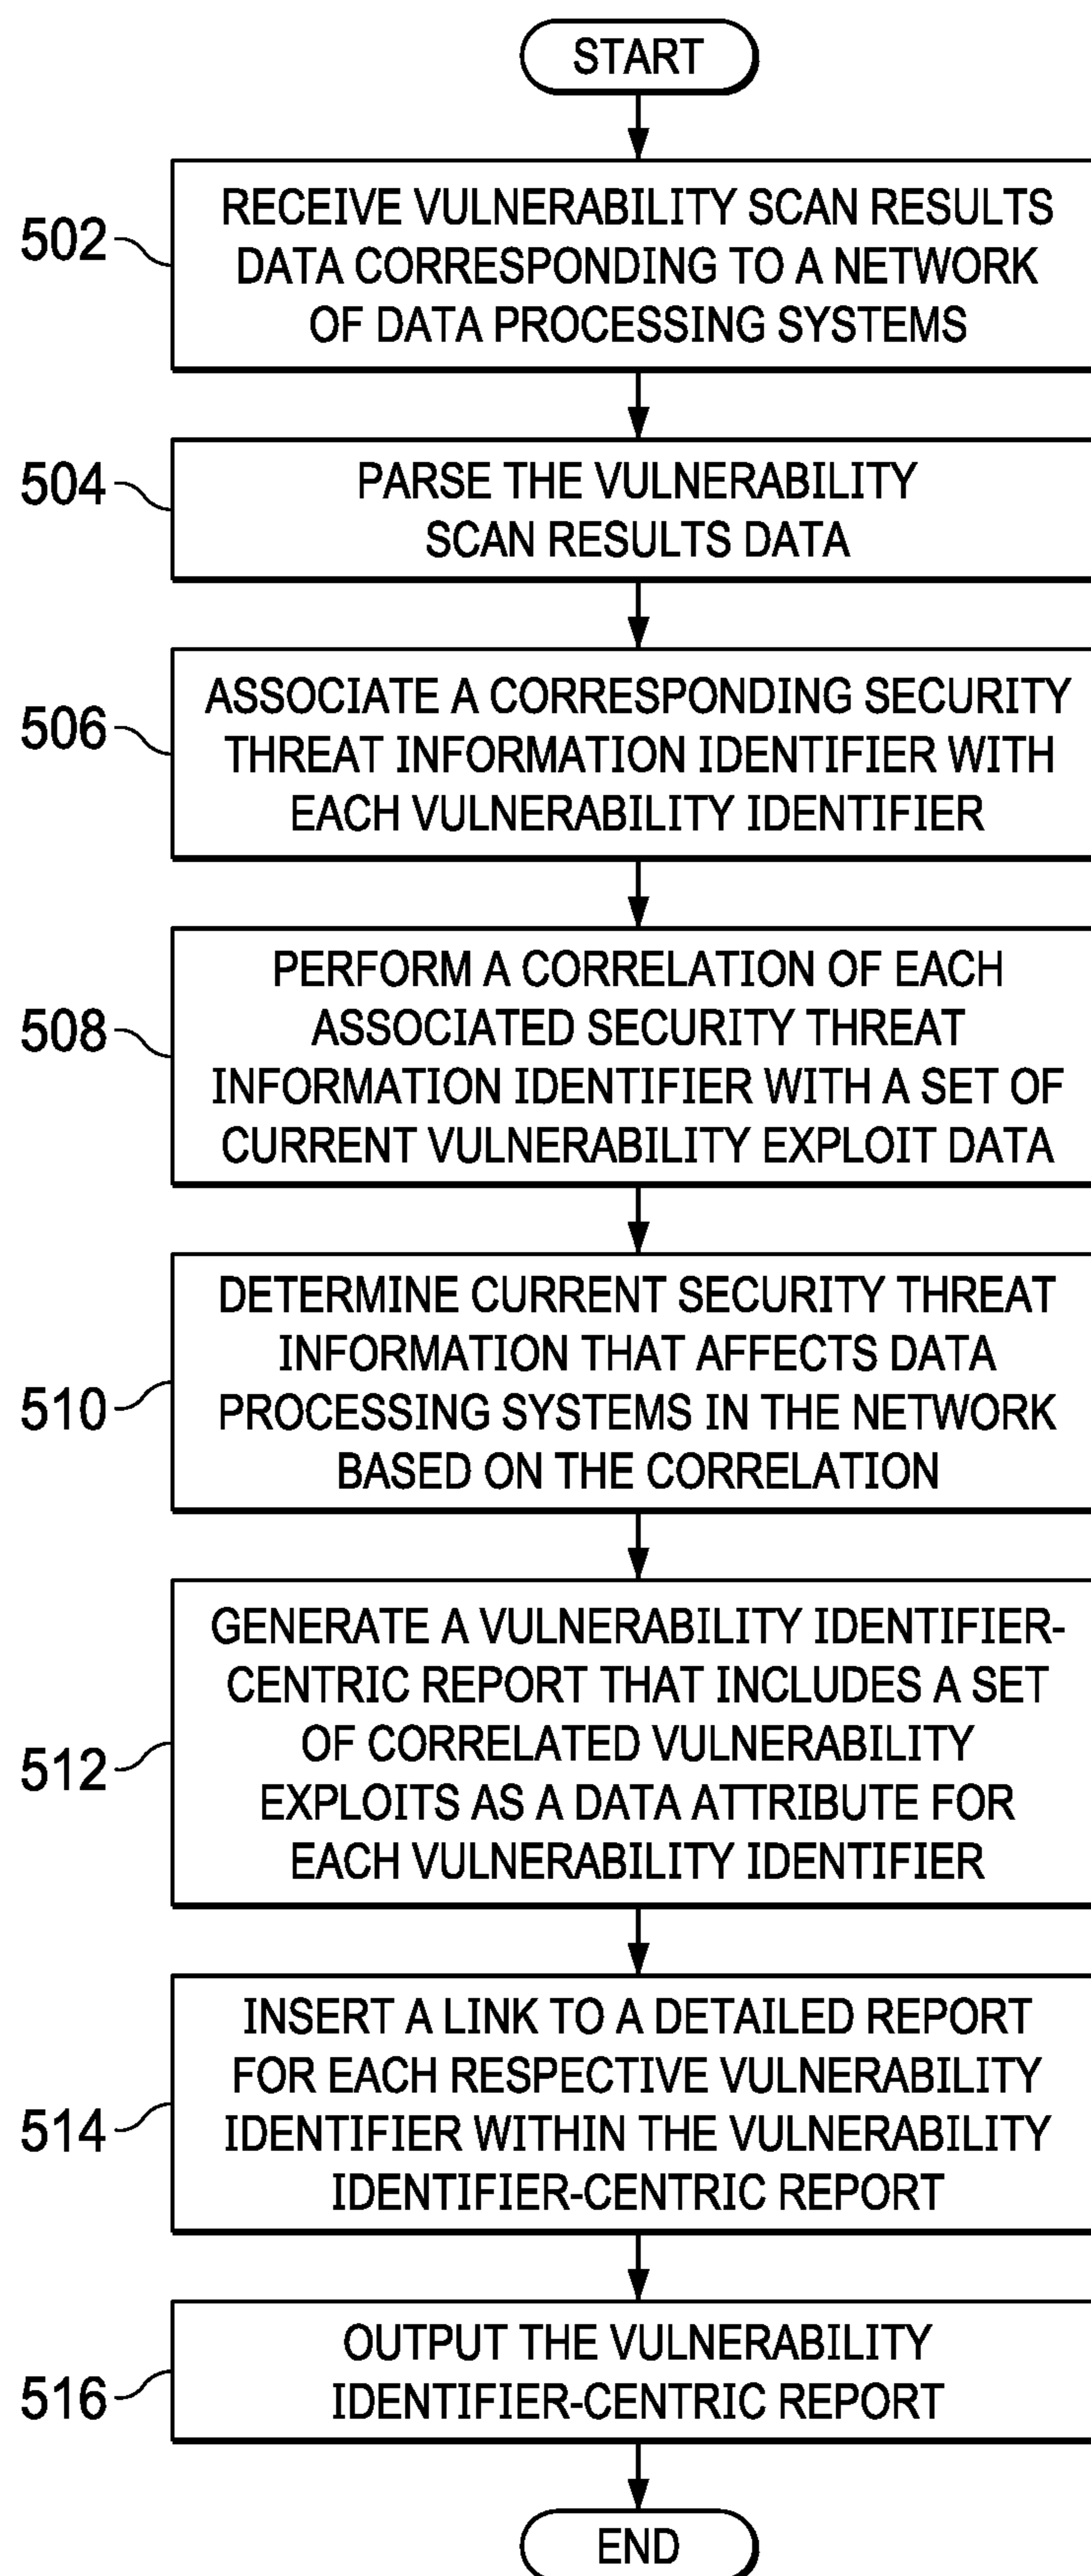 START
502
RECEIVE VULNERABILITY SCAN RESULTS
DATA CORRESPONDING TO A NETWORK
OF DATA PROCESSING SYSTEMS
504
PARSE THE VULNERABILITY
SCAN RESULTS DATA
506
ASSOCIATE A CORRESPONDING SECURITY
THREAT INFORMATION IDENTIFIER WITH
EACH VULNERABILITY IDENTIFIER
508
PERFORM A CORRELATION OF EACH
ASSOCIATED SECURITY THREAT
INFORMATION IDENTIFIER WITH A SET OF
CURRENT VULNERABILITY EXPLOIT DATA
510
DETERMINE CURRENT SECURITY THREAT
INFORMATION THAT AFFECTS DATA
PROCESSING SYSTEMS IN THE NETWORK
BASED ON THE CORRELATION
512
GENERATE A VULNERABILITY IDENTIFIER-
CENTRIC REPORT THAT INCLUDES A SET
OF CORRELATED VULNERABILITY
EXPLOITS AS A DATA ATTRIBUTE FOR
EACH VULNERABILITY IDENTIFIER
514
INSERT A LINK TO A DETAILED REPORT
FOR EACH RESPECTIVE VULNERABILITY
IDENTIFIER WITHIN THE VULNERABILITY
IDENTIFIER-CENTRIC REPORT
516
OUTPUT THE VULNERABILITY
IDENTIFIER-CENTRIC REPORT
END